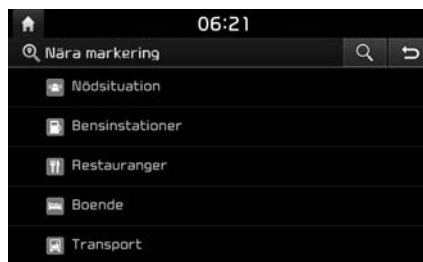 06:21
Nära markering
Nödsituation
Bensinstationer
Restauranger
Boende
Transport